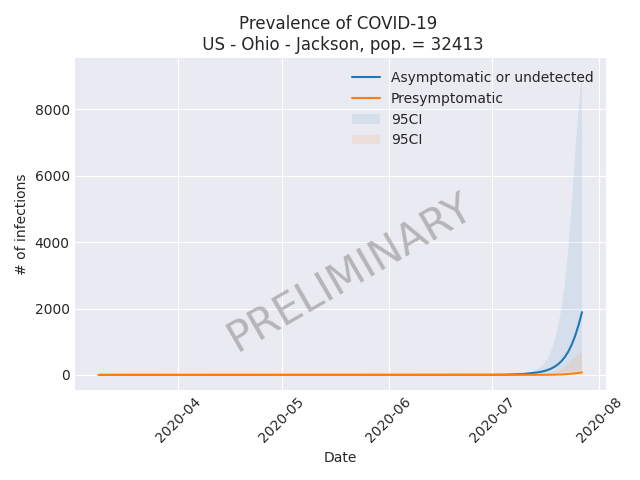 Prevalence of COVID-19
US - Ohio - Jackson, pop. = 32413
Asymptomatic or undetected
Presymptomatic
95CI
95CI
8000
6000
4000
2000
0
# of infections
PRELIMINARY
2020-04
2020-05
2020-06
2020-07
2020-08
Date